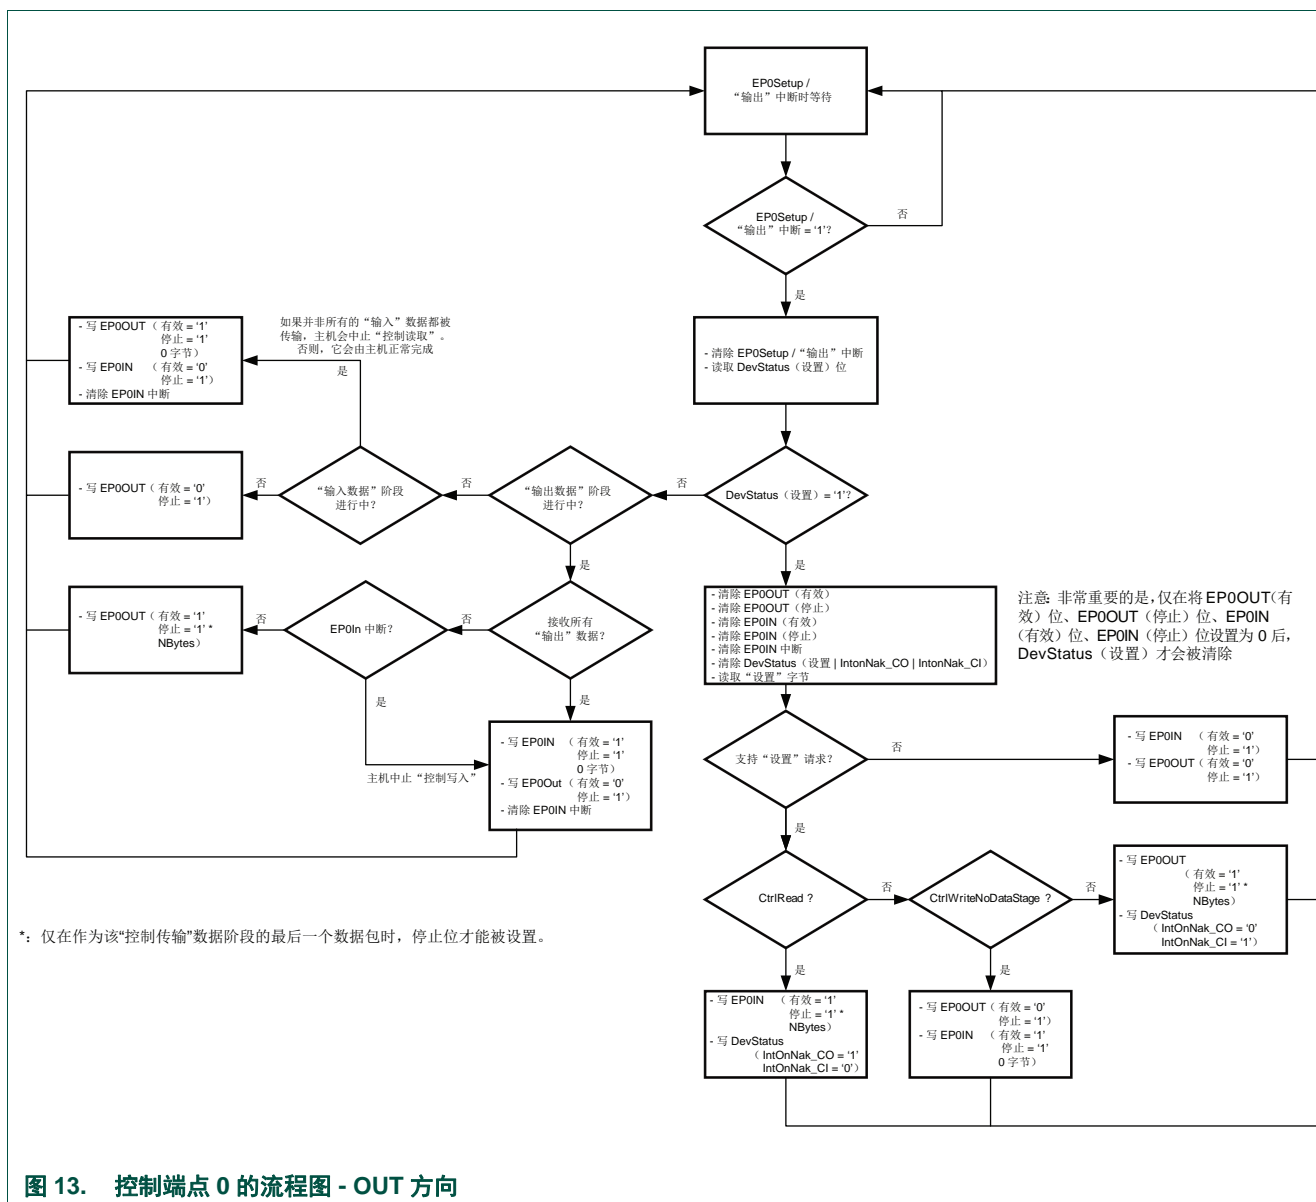 EP0Setup /
“输出”中断时等待
EP0Setup /
“输出”中断 = ‘1’？
否
是
- 清除 EP0Setup /“输出”中断
- 读取 DevStatus（设置）位
如果并非所有的“输入”数据都被
传输，主机会中止“控制读取”。
否则，它会由主机正常完成
是
- 写 EP0OUT（ 有效 = ‘1’
停止 = ‘1’
0 字节）
- 写 EP0IN （ 有效 = ‘0’
停止 = ‘1’）
- 清除 EP0IN 中断
- 写 EP0OUT（ 有效 = ‘0’
停止 = ‘1’）
否
“输入数据”阶段
进行中？
否
“输出数据”阶段
进行中？
否
DevStatus（设置）= ‘1’？
是
是
- 写 EP0OUT（ 有效 = ‘1’
停止 = ‘1’ *
NBytes）
否
EP0In 中断？
否
接收所有
“输出”数据？
是
是
主机中止“控制写入”
- 写 EP0IN （ 有效 = ‘1’
停止 = ‘1’
0 字节）
- 写 EP0Out （ 有效 = ‘0’
停止 = ‘1’）
- 清除 EP0IN 中断
- 清除 EP0OUT（有效）
- 清除 EP0OUT（停止）
- 清除 EP0IN（有效）
- 清除 EP0IN（停止）
- 清除 EP0IN 中断
- 清除 DevStatus（设置 | IntonNak_CO | IntonNak_CI）
- 读取“设置”字节
注意: 非常重要的是，仅在将 EP0OUT（有
效）位、EP0OUT（停止）位、EP0IN
（有效）位、EP0IN（停止）位设置为 0 后，
DevStatus（设置）才会被清除
支持“设置”请求？
否
- 写 EP0IN （ 有效 = ‘0’
停止 = ‘1’）
- 写 EP0OUT（ 有效 = ‘0’
停止 = ‘1’）
是
CtrlRead ？
否
CtrlWriteNoDataStage ？
否
- 写 EP0OUT
（ 有效 = ‘1’
停止 = ‘1’ *
NBytes）
- 写 DevStatus
（ IntOnNak_CO = ‘0’
IntOnNak_CI = ‘1’）
是
是
- 写 EP0IN （ 有效 = ‘1’
停止 = ‘1’ *
NBytes）
- 写 DevStatus
（ IntOnNak_CO = ‘1’
IntOnNak_CI = ‘0’）
- 写 EP0OUT（ 有效 = ‘0’
停止 = ‘1’）
- 写 EP0IN （ 有效 = ‘1’
停止 = ‘1’
0 字节）
*：仅在作为该“控制传输”数据阶段的最后一个数据包时，停止位才能被设置。
图 13. 控制端点 0 的流程图 - OUT 方向